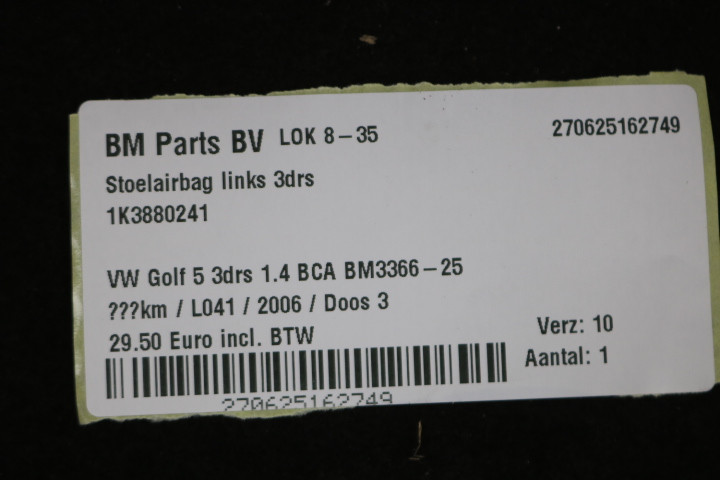 BM Parts BV LOK 8-35
270625162749
Stoelairbag links 3drs
1K3880241
VW Golf 5 3drs 1.4 BCA BM3366-25
???km / L041 / 2006 / Doos 3
29.50 Euro incl. BTW
Verz: 10
Aantal: 1
270625162749